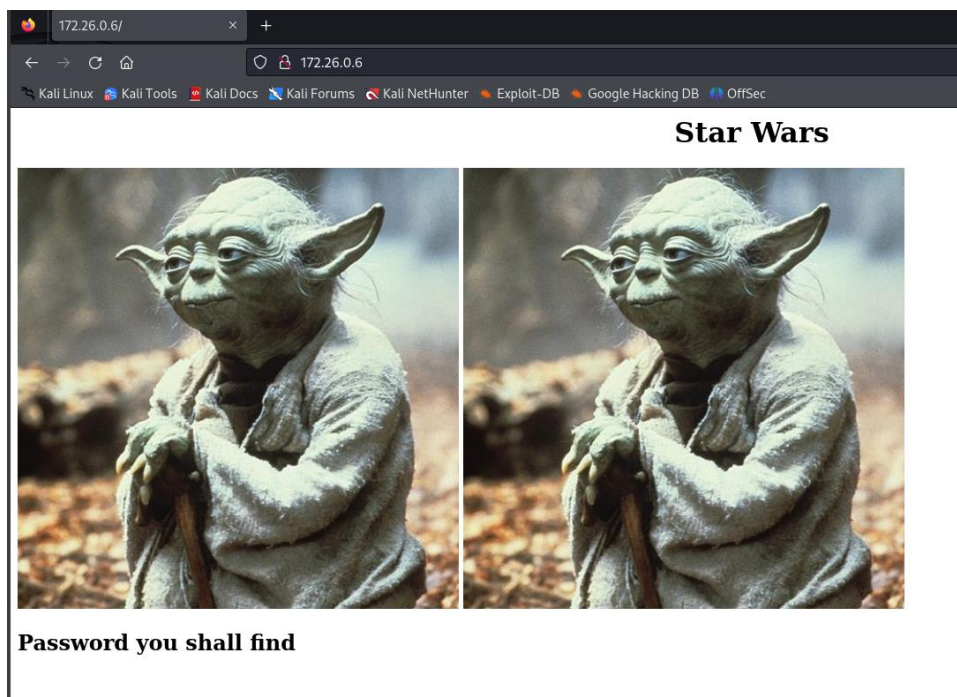 172.26.0.6/
172.26.0.6
Kali Linux Kali Tools Kali Docs Kali Forums Kali NetHunter Exploit-DB Google Hacking DB OffSec
Star Wars
Password you shall find